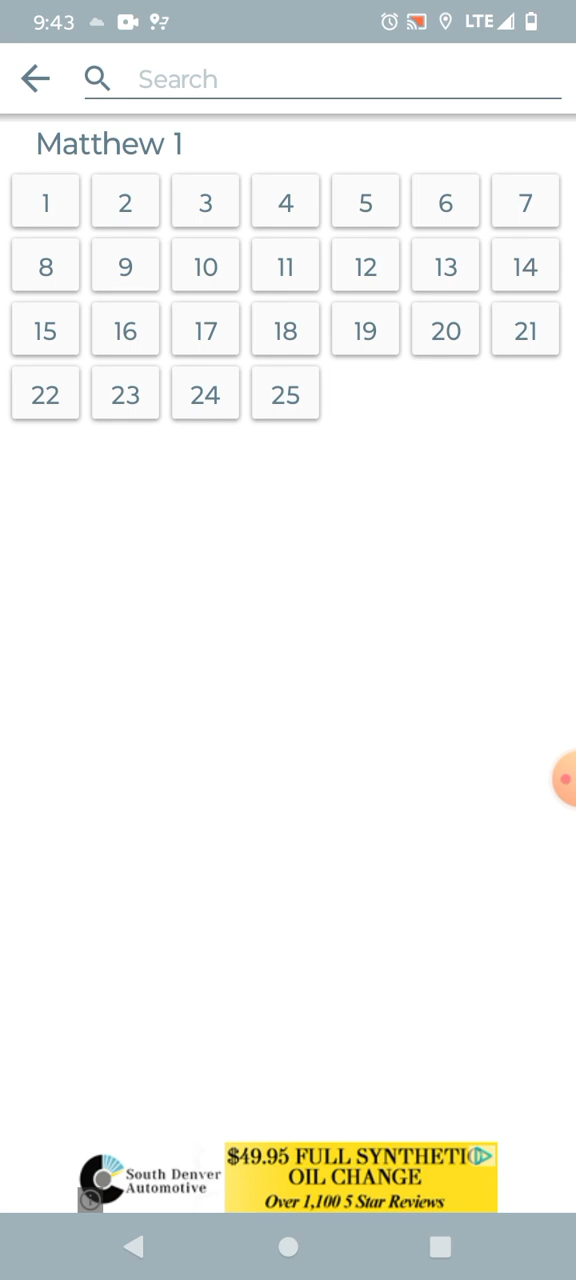 9:43 LTE
Search
Matthew 1
1 2 3 4 5 6 7
8 9 10 11 12 13 14
15 16 17 18 19 20 21
22 23 24 25
South Denver
Automotive
$49.95 FULL SYNTHETIC
OIL CHANGE
Over 1,100 5 Star Reviews